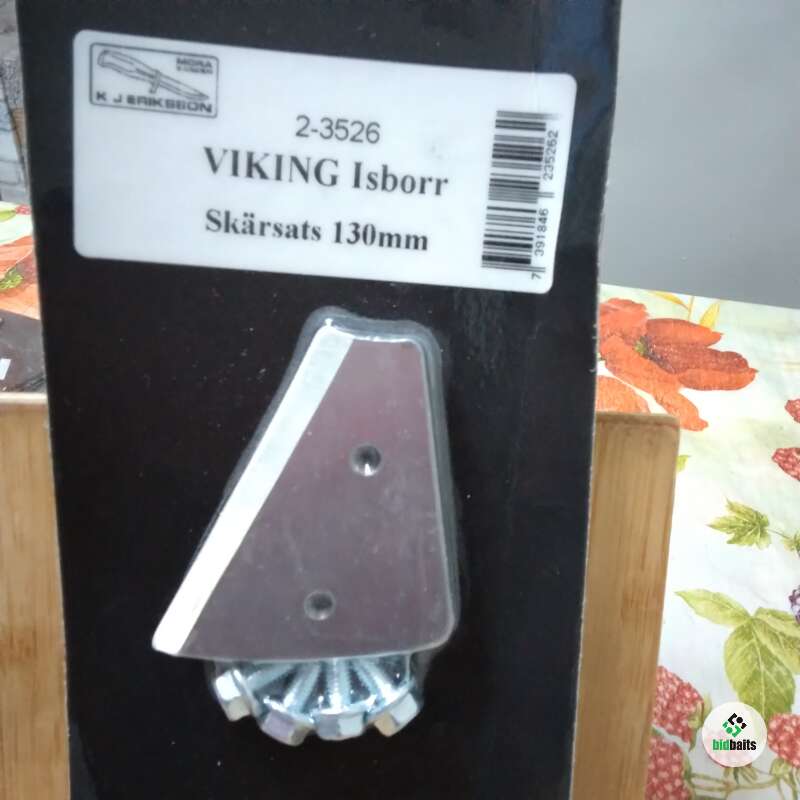 MORA
K J ERIKSSON
2-3526
VIKING Isborr
Skärsats 130mm
7 391846 235262
bidbaits